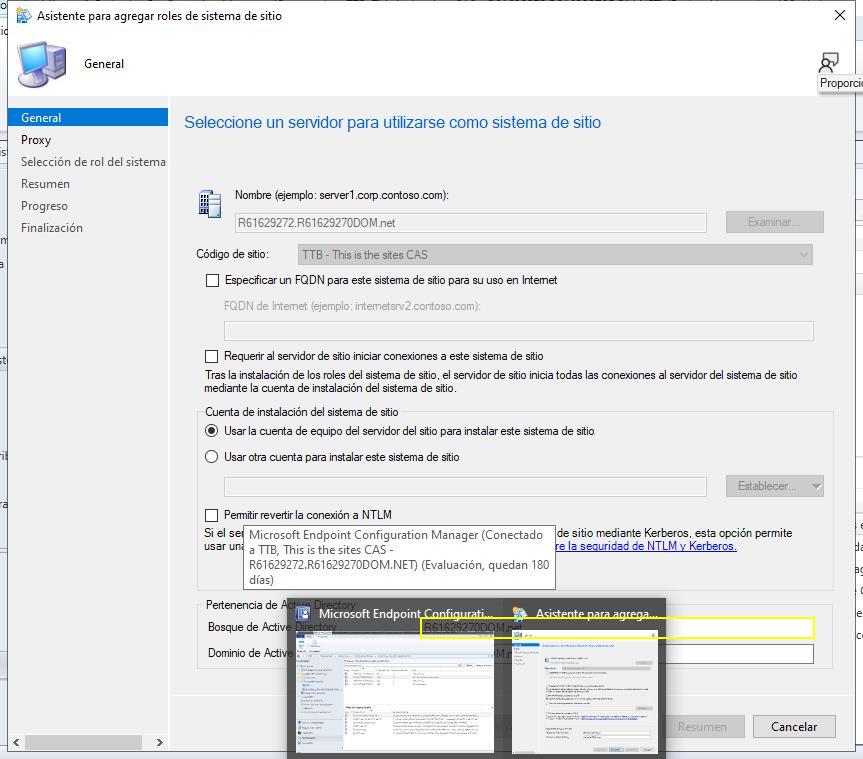 Asistente para agregar roles de sistema de sitio
General
Proporcio
General
Proxy
Selección de rol del sistema
Resumen
Progreso
Finalización
Seleccione un servidor para utilizarse como sistema de sitio
Nombre (ejemplo: server1.corp.contoso.com):
R61629272.R61629270DOM.net
Examinar...
Código de sitio:
TTB - This is the sites CAS
Especificar un FQDN para este sistema de sitio para su uso en Internet
FQDN de Internet (ejemplo: internetsrv2.contoso.com):
Requerir al servidor de sitio iniciar conexiones a este sistema de sitio
Tras la instalación de los roles del sistema de sitio, el servidor de sitio inicia todas las conexiones al servidor del sistema de sitio
mediante la cuenta de instalación del sistema de sitio.
Cuenta de instalación del sistema de sitio
Usar la cuenta de equipo del servidor del sitio para instalar este sistema de sitio
Usar otra cuenta para instalar este sistema de sitio
Establecer...
Permitir revertir la conexión a NTLM
Si el ser de sitio mediante Kerberos, esta opción permite
usar una re la seguridad de NTLM y Kerberos.
Microsoft Endpoint Configuration Manager (Conectado
a TTB, This is the sites CAS -
R61629272.R61629270DOM.NET) (Evaluación, quedan 180
días)
Pertenencia de Active Directory
Microsoft Endpoint Configurati...
Asistente para agrega...
Bosque de Active Directory
R61629270DOM.net
Dominio de Active
Resumen
Cancelar